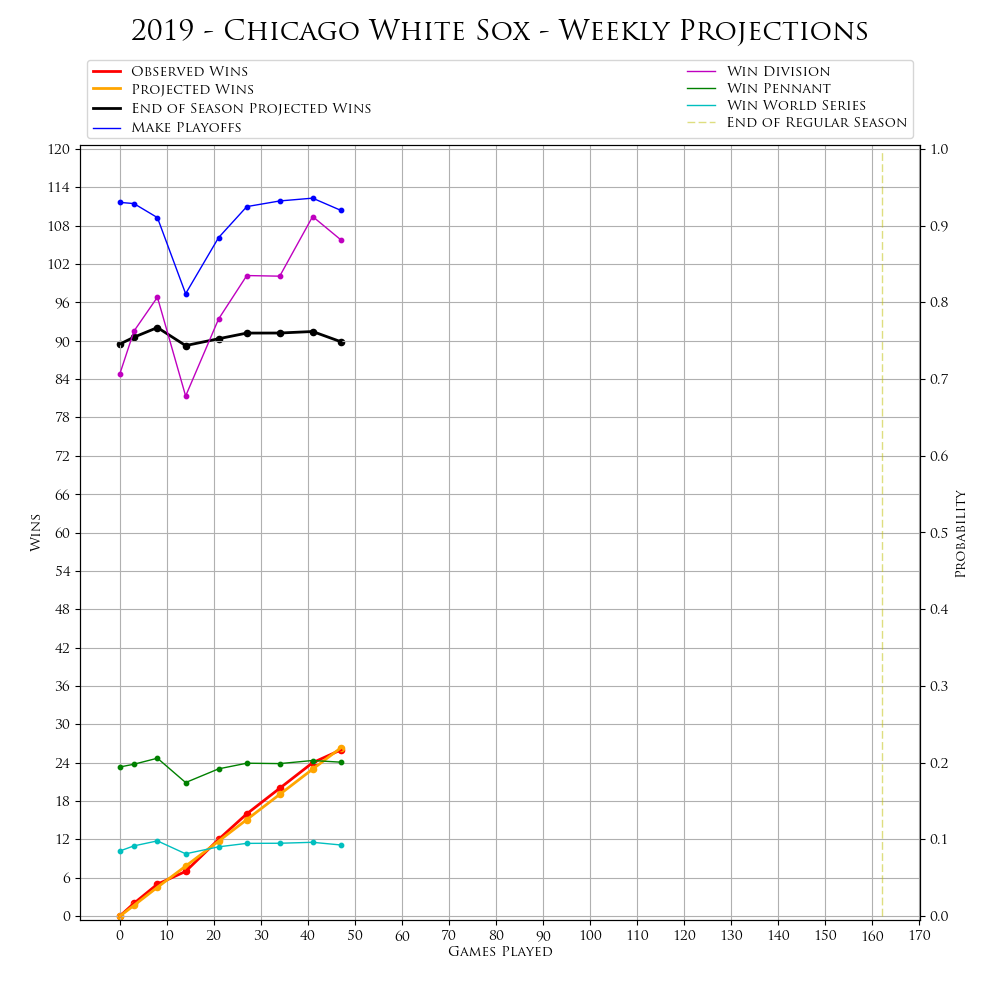 2019 - Chicago White Sox - Weekly Projections
Observed Wins
Projected Wins
End of Season Projected Wins
Make Playoffs
Win Division
Win Pennant
Win World Series
End of Regular Season
120
114
108
102
96
90
84
78
72
66
60
54
48
42
36
30
24
18
12
6
0
Wins
1.0
0.9
0.8
0.7
0.6
0.5
0.4
0.3
0.2
0.1
0.0
Probability
0 10 20 30 40 50 60 70 80 90 100 110 120 130 140 150 160 170
Games Played